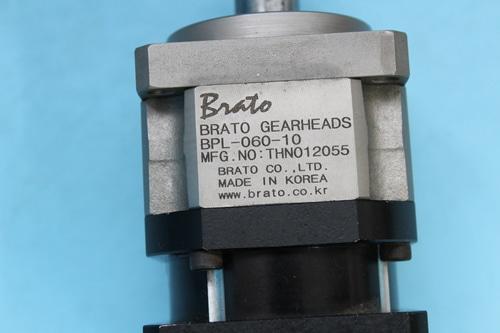 Brato
BRATO GEARHEADS
BPL-060-10
MFG.NO:THN012055
BRATO CO.,LTD.
MADE IN KOREA
www.brato.co.kr